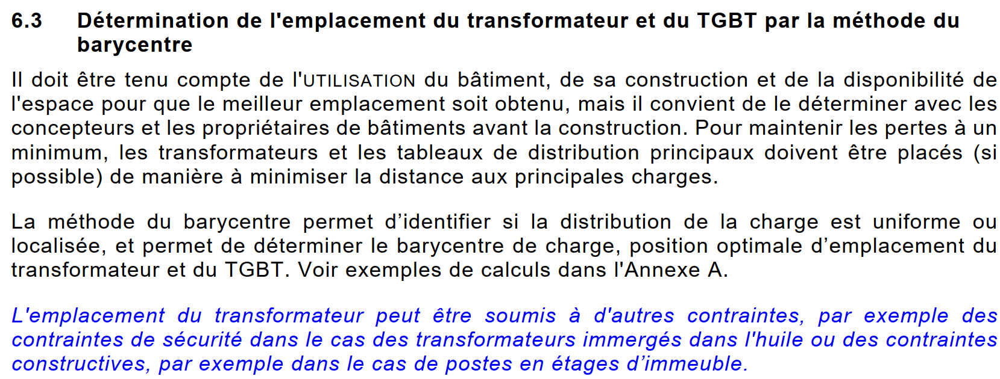 6.3 Détermination de l'emplacement du transformateur et du TGBT par la méthode du
barycentre
Il doit être tenu compte de l'UTILISATION du bâtiment, de sa construction et de la disponibilité de
l'espace pour que le meilleur emplacement soit obtenu, mais il convient de le déterminer avec les
concepteurs et les propriétaires de bâtiments avant la construction. Pour maintenir les pertes à un
minimum, les transformateurs et les tableaux de distribution principaux doivent être placés (si
possible) de manière à minimiser la distance aux principales charges.
La méthode du barycentre permet d’identifier si la distribution de la charge est uniforme ou
localisée, et permet de déterminer le barycentre de charge, position optimale d’emplacement du
transformateur et du TGBT. Voir exemples de calculs dans l'Annexe A.
L'emplacement du transformateur peut être soumis à d'autres contraintes, par exemple des
contraintes de sécurité dans le cas des transformateurs immergés dans l'huile ou des contraintes
constructives, par exemple dans le cas de postes en étages d’immeuble.